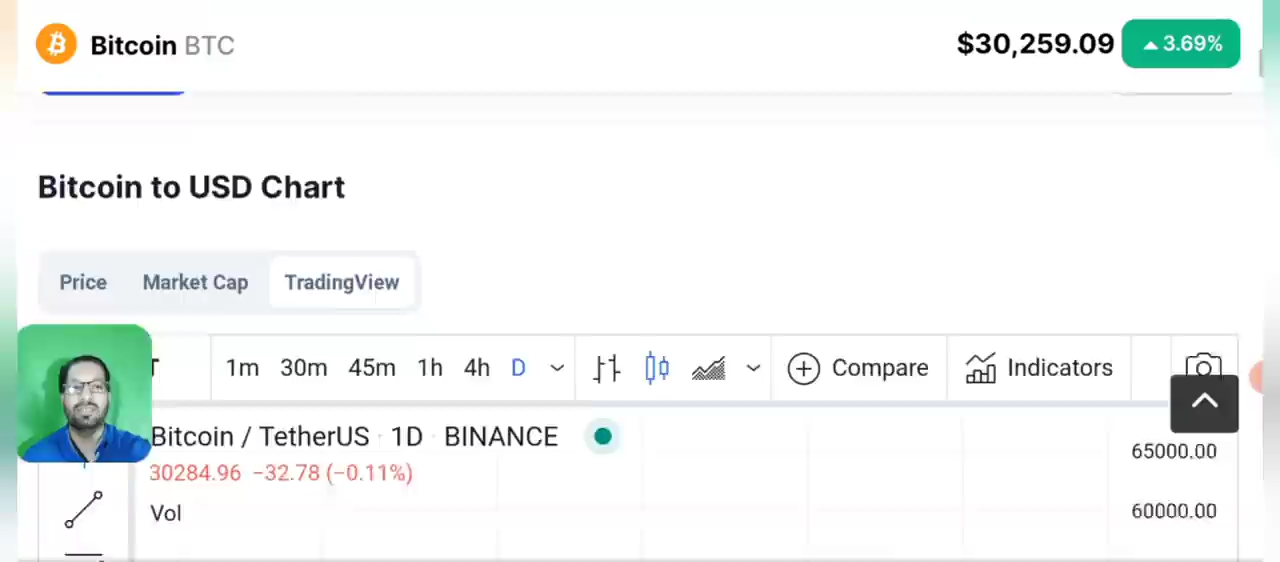 Bitcoin BTC
$30,259.09 ▲ 3.69%
Bitcoin to USD Chart
Price Market Cap TradingView
T 1m 30m 45m 1h 4h D Compare Indicators
Bitcoin / TetherUS · 1D · BINANCE
65000.00
30284.96 −32.78 (−0.11%)
Vol
60000.00